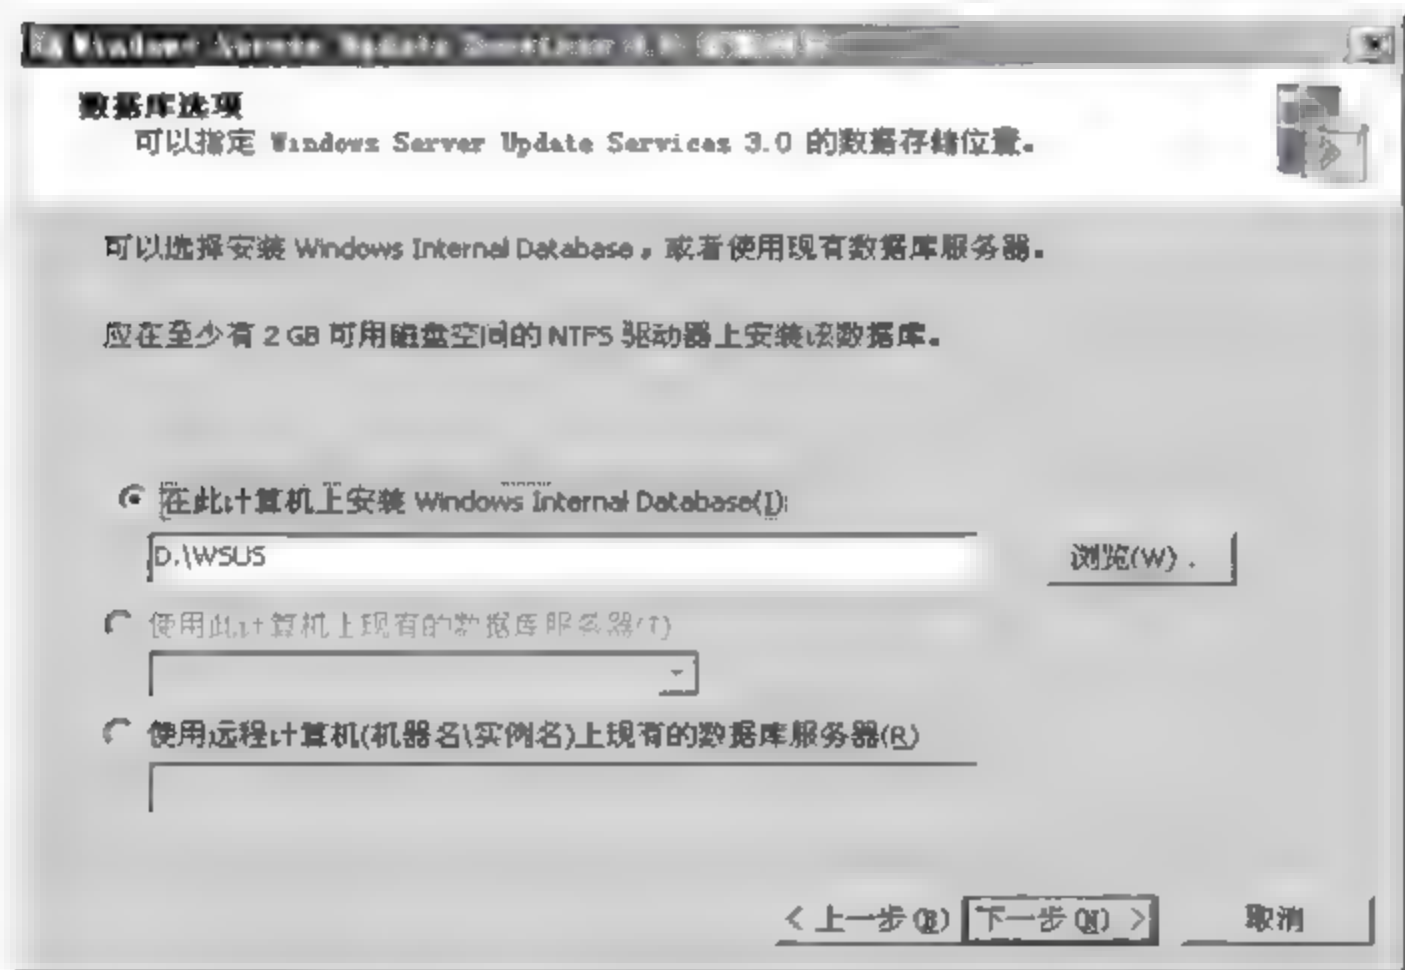 Windows Server Update Services 3.0
数据库选项
可以指定 Windows Server Update Services 3.0 的数据存储位置。
可以选择安装 Windows Internal Database，或者使用现有数据库服务器。
应在至少有 2 GB 可用磁盘空间的 NTFS 驱动器上安装该数据库。
在此计算机上安装 Windows Internal Database(I):
D:\WSUS
浏览(W) .
使用此计算机上现有的数据库服务器(T)
使用远程计算机(机器名\实例名)上现有的数据库服务器(R)
< 上一步(B) 下一步(N) > 取消